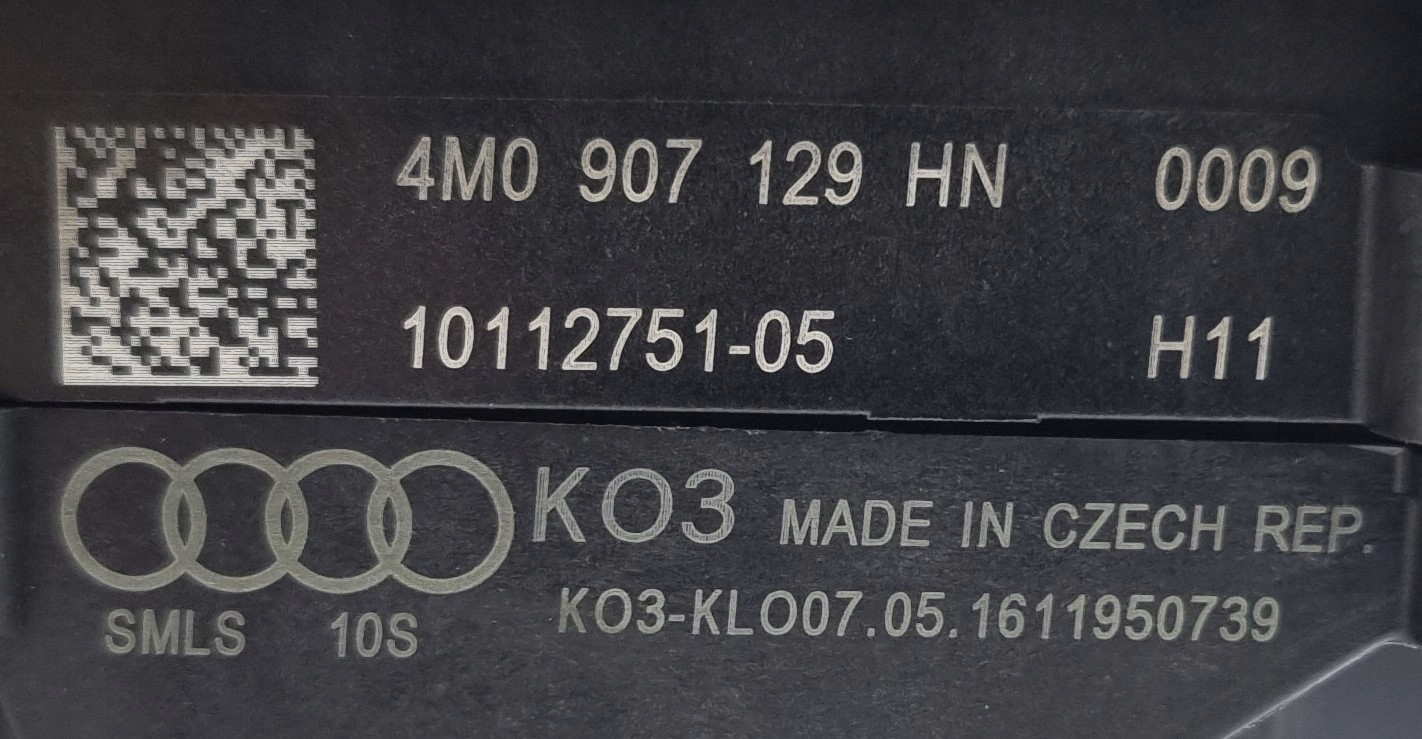 4M0 907 129 HN 0009
10112751-05 H11
KO3 MADE IN CZECH REP.
SMLS 10S KO3-KLO07.05.1611950739